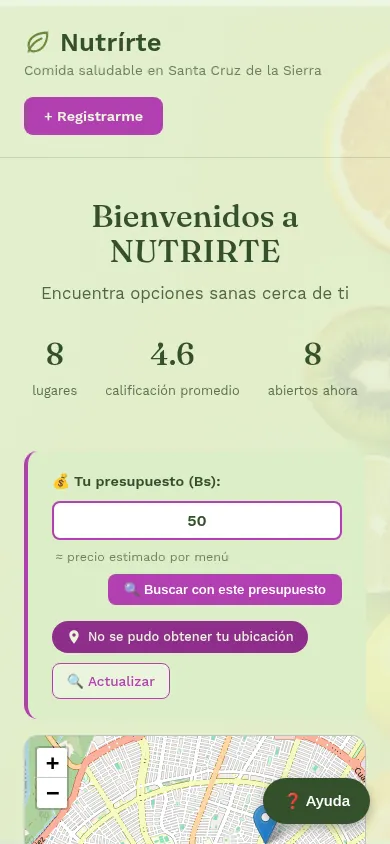 Nutrírte
Comida saludable en Santa Cruz de la Sierra
+ Registrarme
Bienvenidos a
NUTRIRTE
Encuentra opciones sanas cerca de ti
8 4.6 8
lugares calificación promedio abiertos ahora
💰 Tu presupuesto (Bs):
50
≈ precio estimado por menú
🔍 Buscar con este presupuesto
📍 No se pudo obtener tu ubicación
🔍 Actualizar
+
−
❓ Ayuda